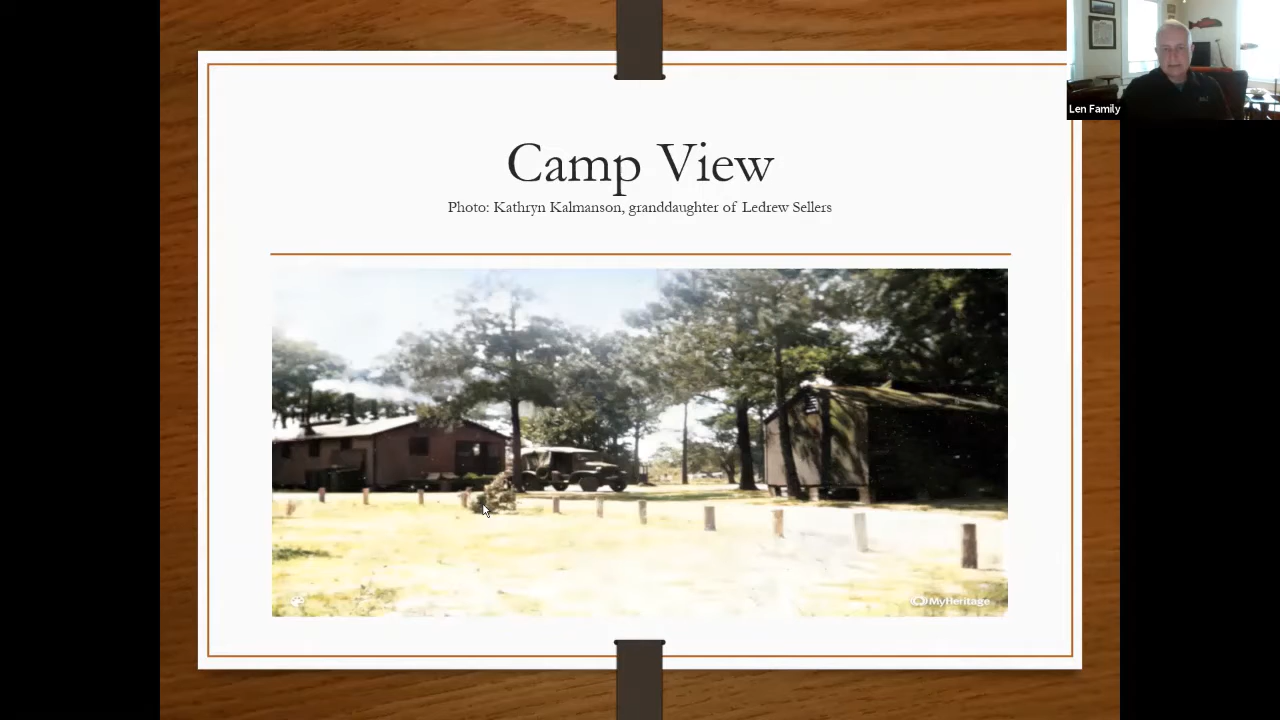 Camp View
Photo: Kathryn Kalmanson, granddaughter of Ledrew Sellers
Len Family
MyHeritage